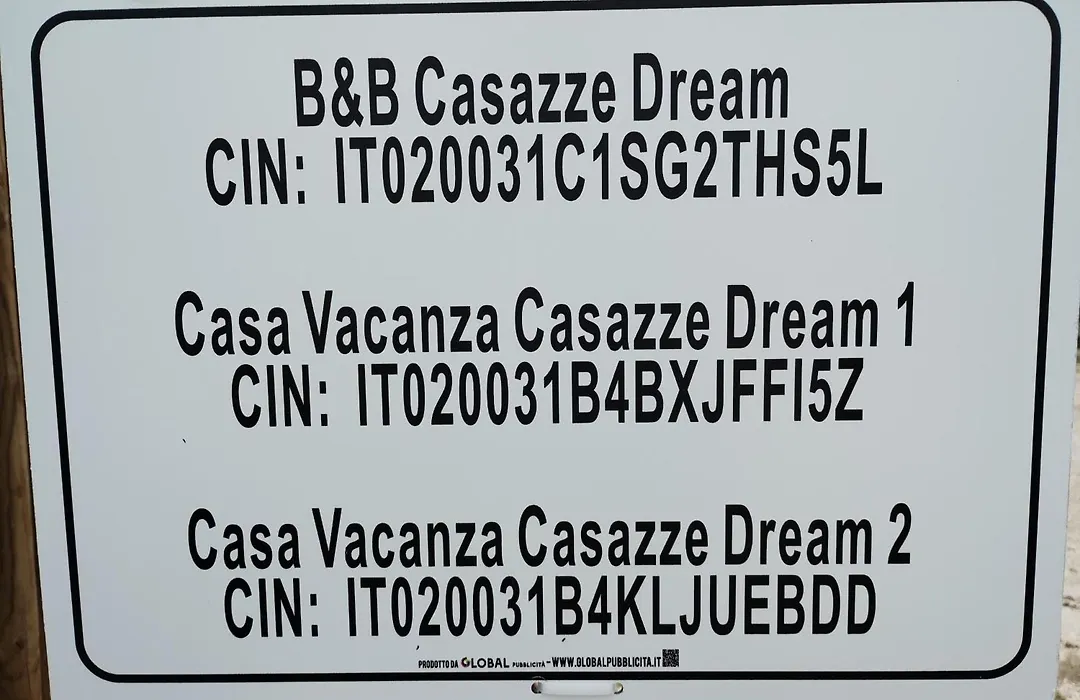 B&B Casazze Dream
CIN: IT020031C1SG2THS5L
Casa Vacanza Casazze Dream 1
CIN: IT020031B4BXJFFI5Z
Casa Vacanza Casazze Dream 2
CIN: IT020031B4KLJUEBDD
PRODOTTO DA GLOBAL PUBBLICITÀ - WWW.GLOBALPUBBLICITA.IT